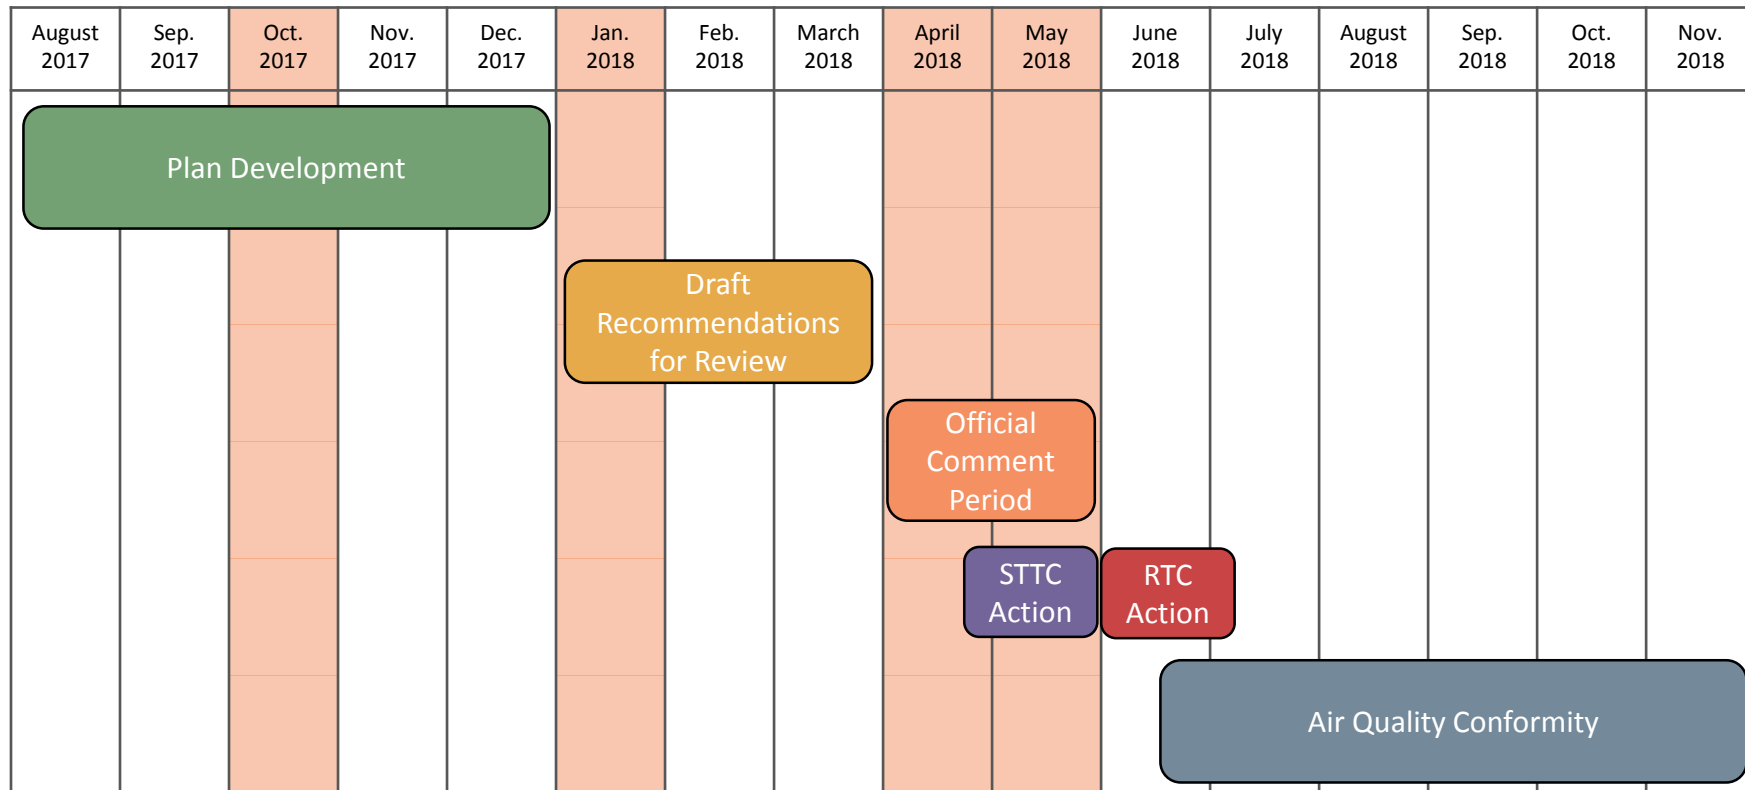 August Sep. Oct. Nov. Dec. Jan. Feb. March April May June July August Sep. Oct. Nov.
2017 2017 2017 2017 2017 2018 2018 2018 2018 2018 2018 2018 2018 2018 2018 2018
Plan Development
Draft
Recommendations
for Review
Official
Comment
Period
STTC
Action
RTC
Action
Air Quality Conformity